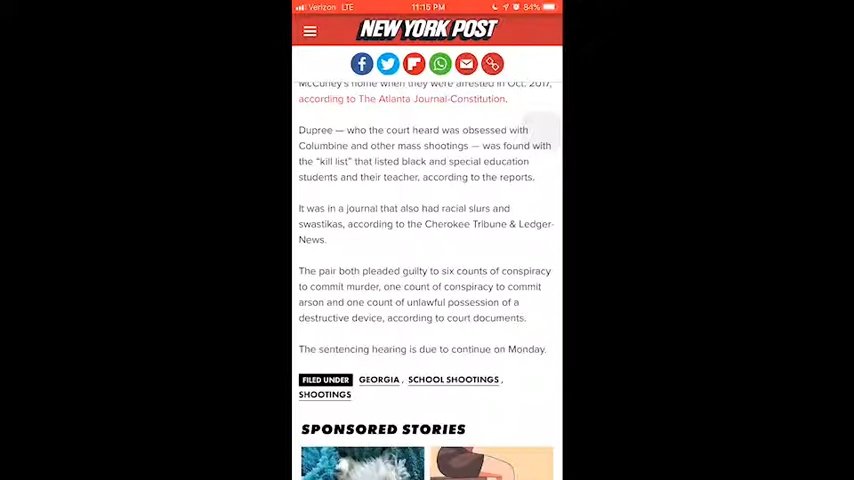 Verizon LTE 11:15 PM 84%
NEW YORK POST
McCurley's home when they were arrested in Oct. 2017,
according to The Atlanta Journal-Constitution.
Dupree — who the court heard was obsessed with
Columbine and other mass shootings — was found with
the “kill list” that listed black and special education
students and their teacher, according to the reports.
It was in a journal that also had racial slurs and
swastikas, according to the Cherokee Tribune & Ledger-
News.
The pair both pleaded guilty to six counts of conspiracy
to commit murder, one count of conspiracy to commit
arson and one count of unlawful possession of a
destructive device, according to court documents.
The sentencing hearing is due to continue on Monday.
FILED UNDER GEORGIA , SCHOOL SHOOTINGS ,
SHOOTINGS
SPONSORED STORIES